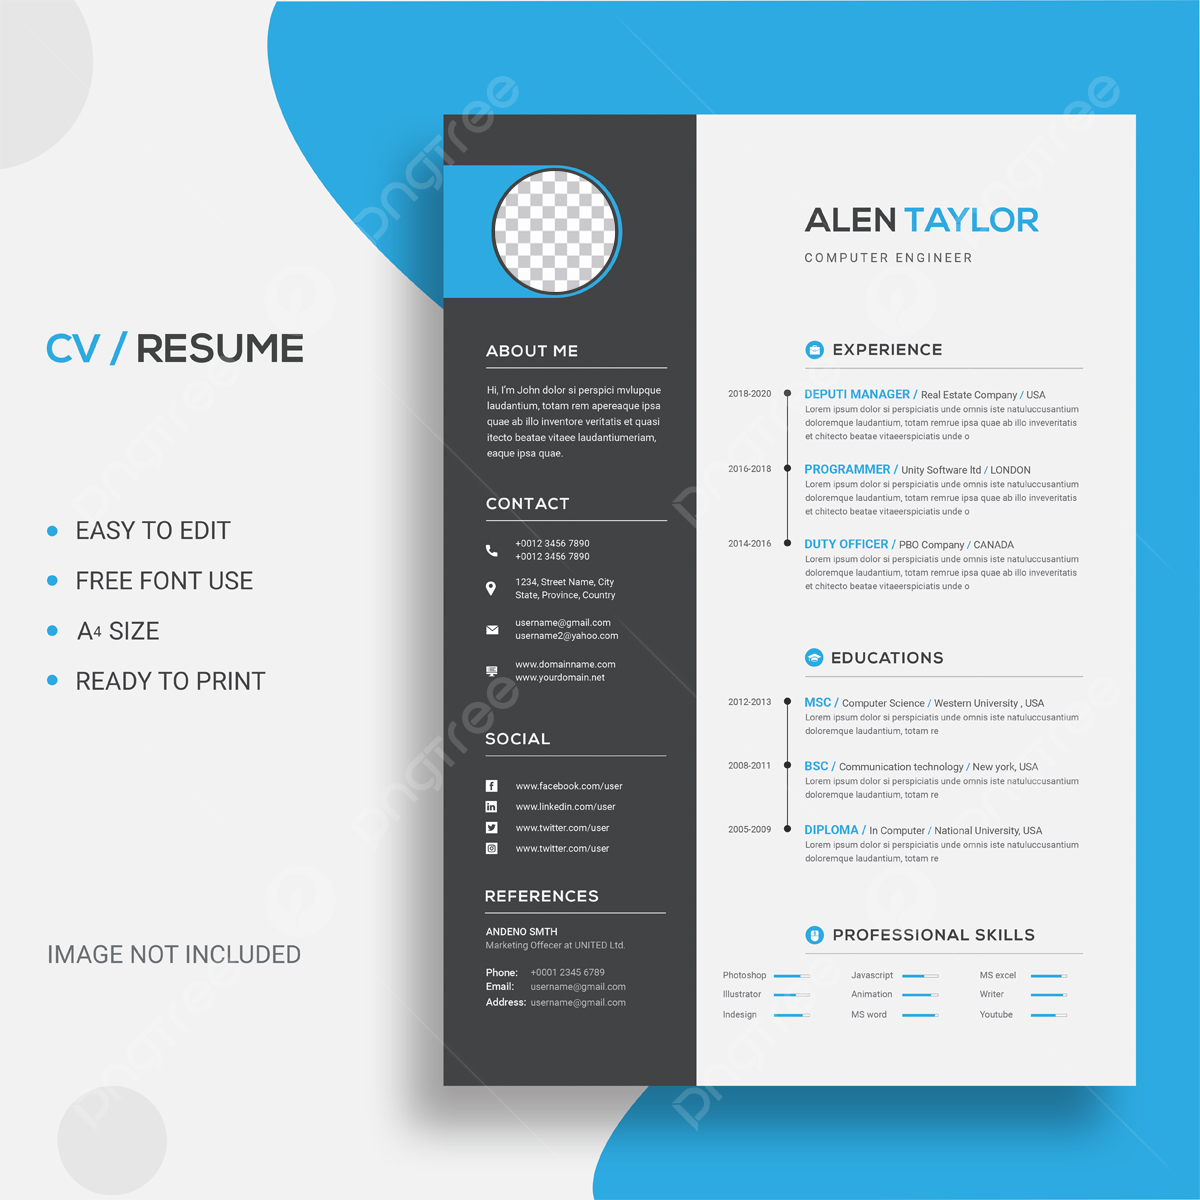 CV / RESUME
EASY TO EDIT
FREE FONT USE
A4 SIZE
READY TO PRINT
IMAGE NOT INCLUDED
ABOUT ME
Hi, I'm John dolor si perspici mvlupque
laudantium, totam rem apereaque ipsa
quae ab illo inventore veritatis et quasi
itecto beatae vitaee laudantiumeriam,
eaque ipsa quae.
CONTACT
+0012 3456 7890
+0012 3456 7890
1234, Street Name, City
State, Province, Country
username@gmail.com
username2@yahoo.com
www.domainname.com
www.yourdomain.net
SOCIAL
www.facebook.com/user
www.linkedin.com/user
www.twitter.com/user
www.twitter.com/user
REFERENCES
ANDENO SMTH
Marketing Offecer at UNITED Ltd.
Phone: +0001 2345 6789
Email: username@gmail.com
Address: username@gmail.com
ALEN TAYLOR
COMPUTER ENGINEER
EXPERIENCE
2018-2020 DEPUTI MANAGER / Real Estate Company / USA
Lorem ipsum dolor si perspiciatis unde omnis iste natuluccusantium
doloremque laudantium, totam remrue ipsa quae ab illo inveveritatis
et chitecto beatae vitaeerspiciatis unde o
2016-2018 PROGRAMMER / Unity Software ltd / LONDON
Lorem ipsum dolor si perspiciatis unde omnis iste natuluccusantium
doloremque laudantium, totam remrue ipsa quae ab illo inveveritatis
et chitecto beatae vitaeerspiciatis unde o
2014-2016 DUTY OFFICER / PBO Company / CANADA
Lorem ipsum dolor si perspiciatis unde omnis iste natuluccusantium
doloremque laudantium, totam remrue ipsa quae ab illo inveveritatis
et chitecto beatae vitaeerspiciatis unde o
EDUCATIONS
2012-2013 MSC / Computer Science / Western University , USA
Lorem ipsum dolor si perspiciatis unde omnis iste natuluccusantium
doloremque laudantium, totam re
2008-2011 BSC / Communication technology / New york, USA
Lorem ipsum dolor si perspiciatis unde omnis iste natuluccusantium
doloremque laudantium, totam re
2005-2009 DIPLOMA / In Computer / National University, USA
Lorem ipsum dolor si perspiciatis unde omnis iste natuluccusantium
doloremque laudantium, totam re
PROFESSIONAL SKILLS
Photoshop Javascript MS excel
Illustrator Animation Writer
Indesign MS word Youtube
pngtree
pngtree
pngtree
pngtree
pngtree
pngtree
pngtree
pngtree